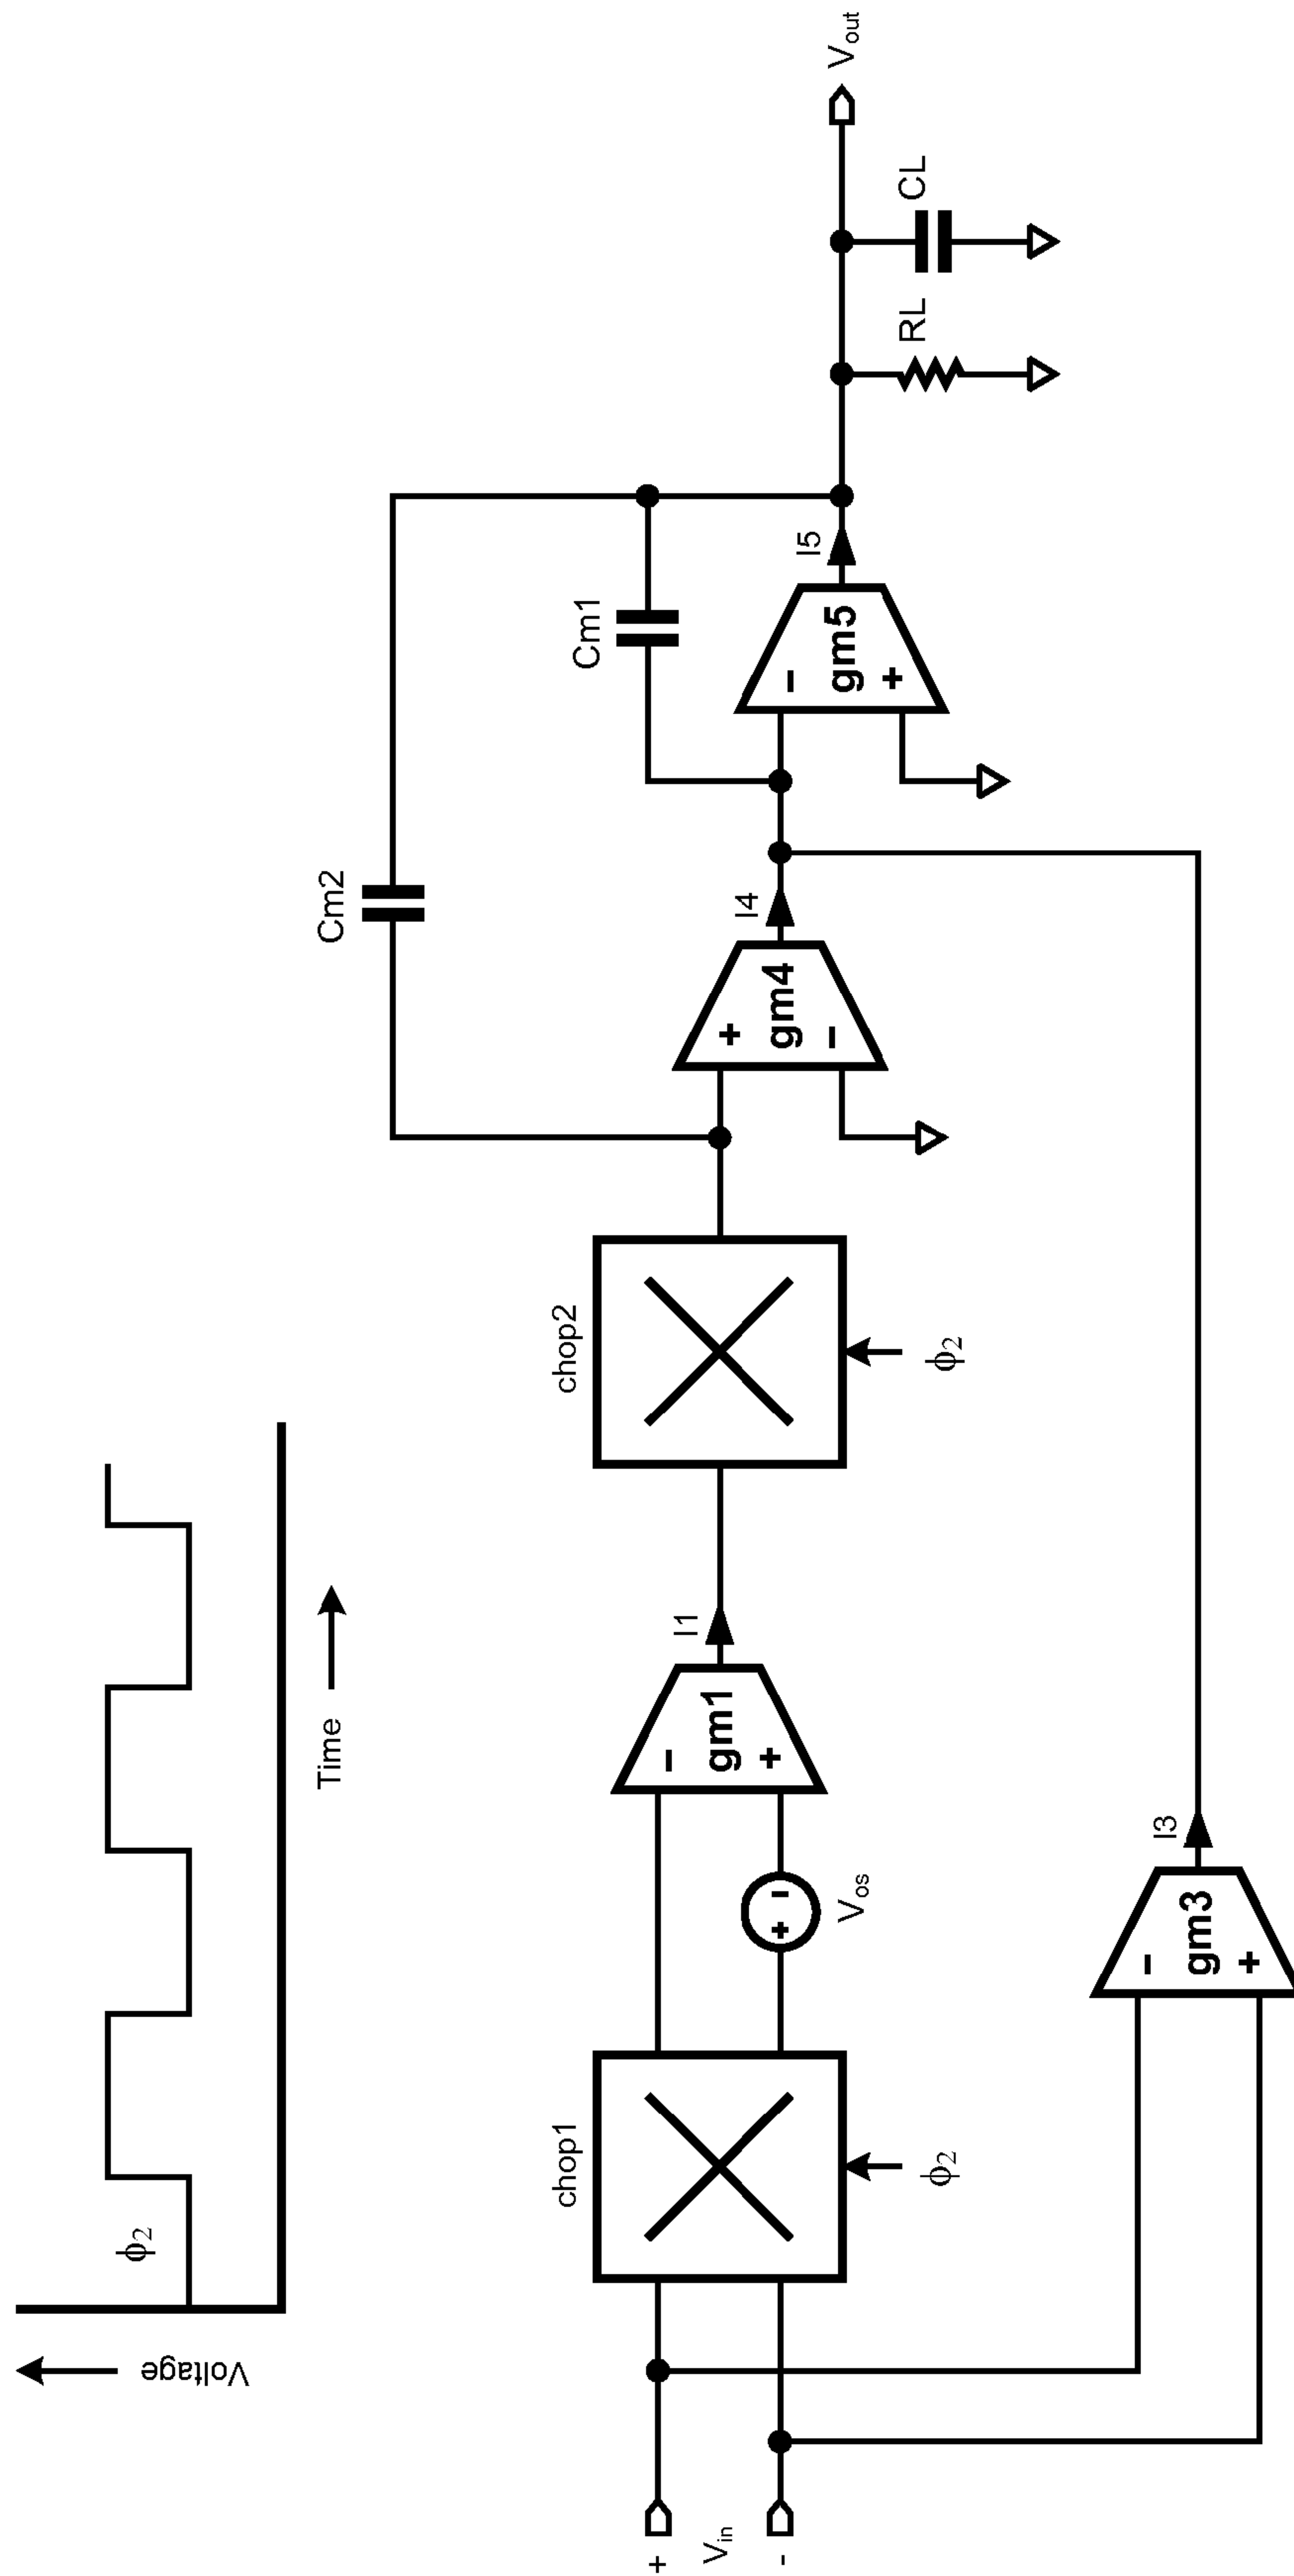 Voltage
ϕ2
Time
Cm2
Cm1
chop1
chop2
I1
I4
I5
+
Vin
-
-
gm1
+
+
gm4
-
-
gm5
+
+ -
Vos
ϕ2
ϕ2
RL
CL
Vout
I3
-
gm3
+